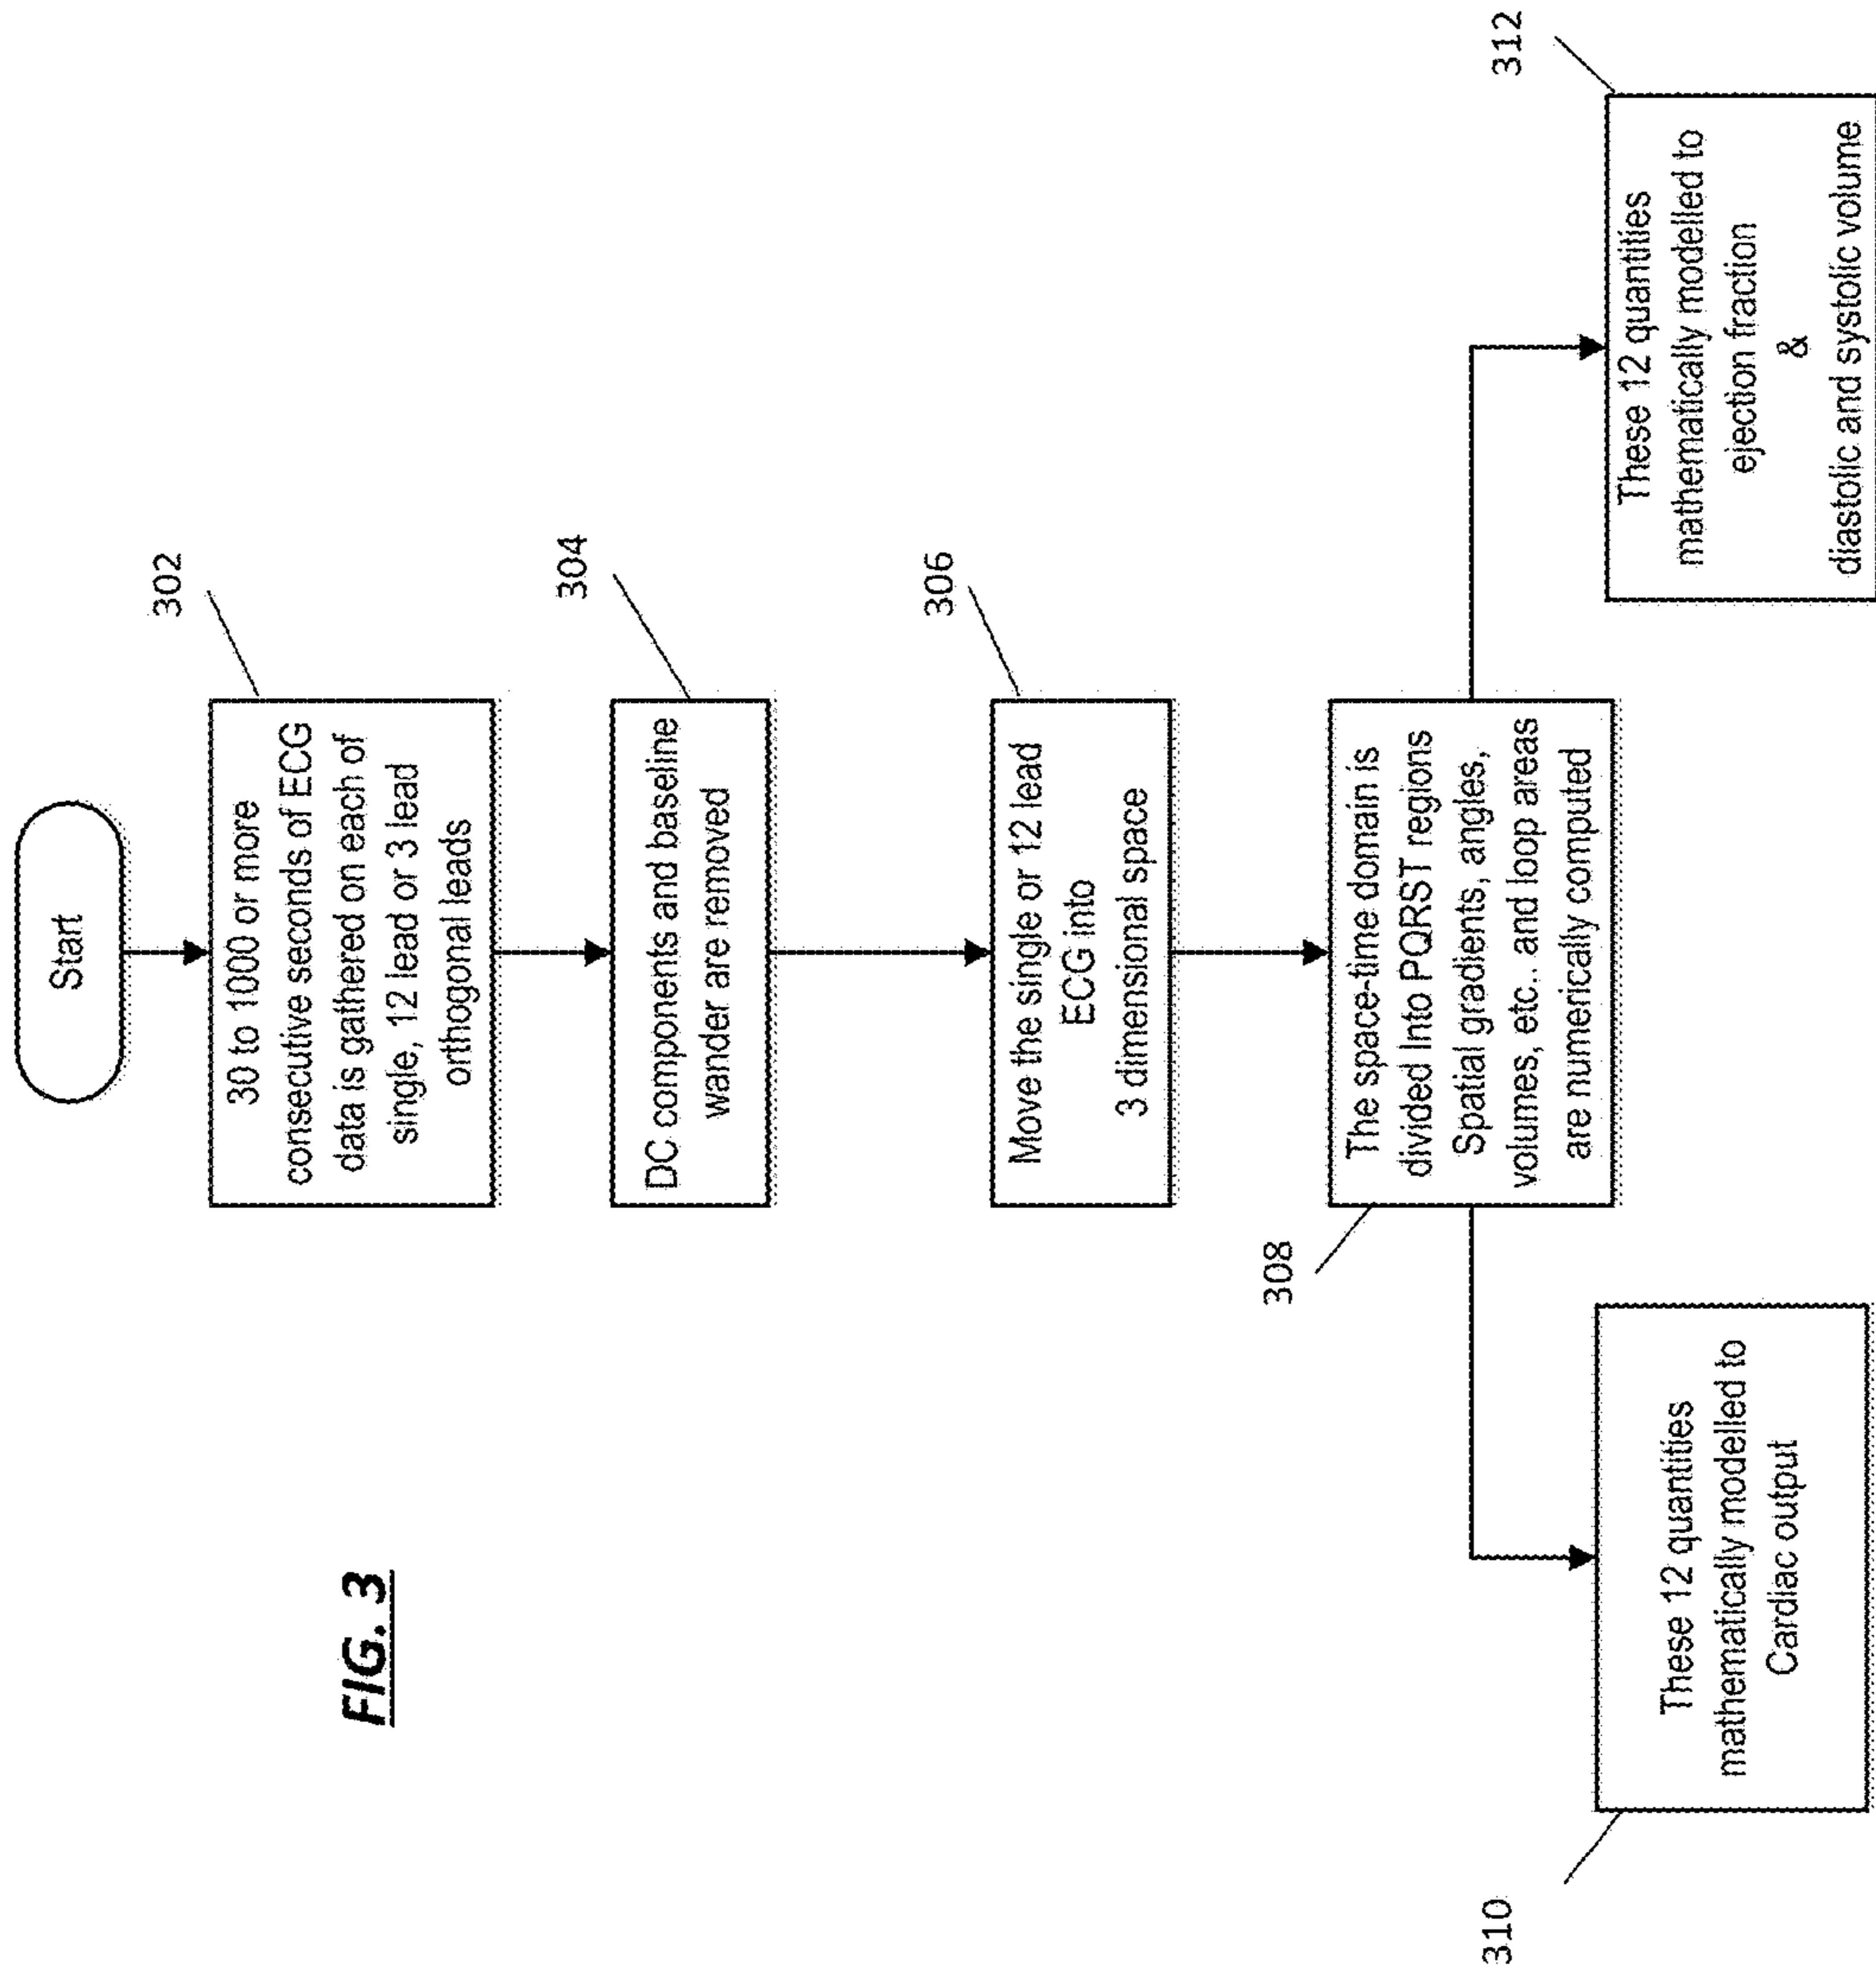 FIG. 3
Start
302
30 to 1000 or more
consecutive seconds of ECG
data is gathered on each of
single, 12 lead or 3 lead
orthogonal leads
304
DC components and baseline
wander are removed
306
Move the single or 12 lead
ECG into
3 dimensional space
308
The space-time domain is
divided Into PQRST regions
Spatial gradients, angles,
volumes, etc.. and loop areas
are numerically computed
310
These 12 quantities
mathematically modelled to
Cardiac output
312
These 12 quantities
mathematically modelled to
ejection fraction
&
diastolic and systolic volume